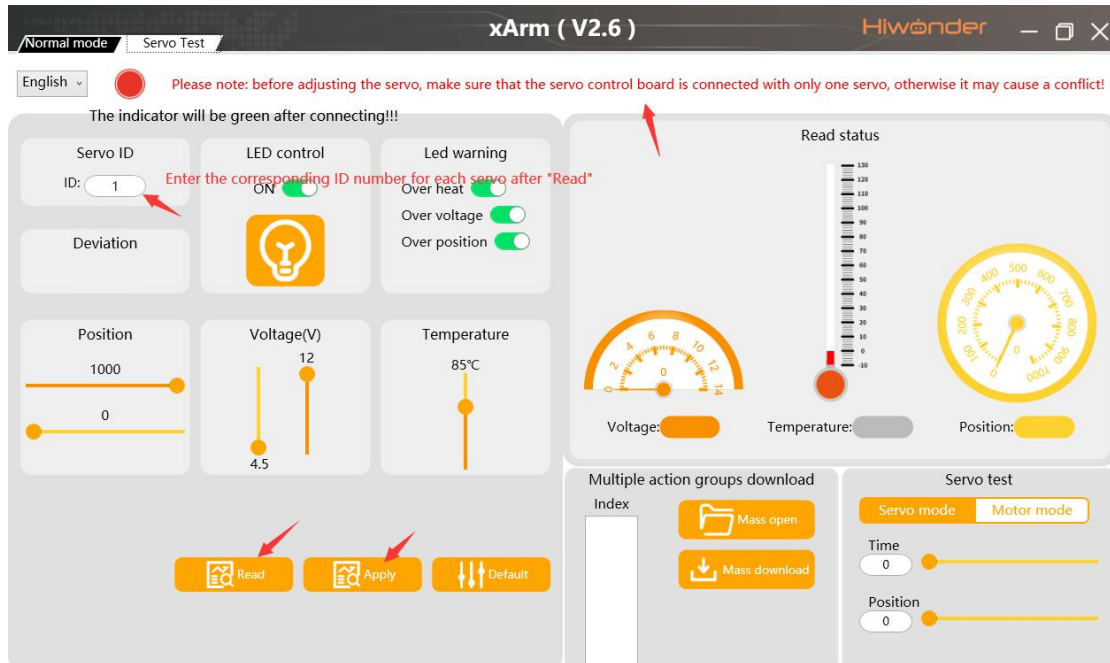 xArm ( V2.6 )
Hiwonder
Normal mode
Servo Test
English
Please note: before adjusting the servo, make sure that the servo control board is connected with only one servo, otherwise it may cause a conflict!
The indicator will be green after connecting!!!
Servo ID
ID: 1
Enter the corresponding ID number for each servo after "Read"
LED control
ON
Led warning
Over heat
Over voltage
Over position
Deviation
Position
1000
0
Voltage(V)
12
4.5
Temperature
85℃
Read
Apply
Default
Read status
0 2 4 6 8 10 12 14
0
Voltage:
130
120
110
100
90
80
70
60
50
40
30
20
10
0
-10
Temperature:
0 100 200 300 400 500 600 700 800 900 1000
0
Position:
Multiple action groups download
Index
Mass open
Mass download
Servo test
Servo mode
Motor mode
Time
0
Position
0